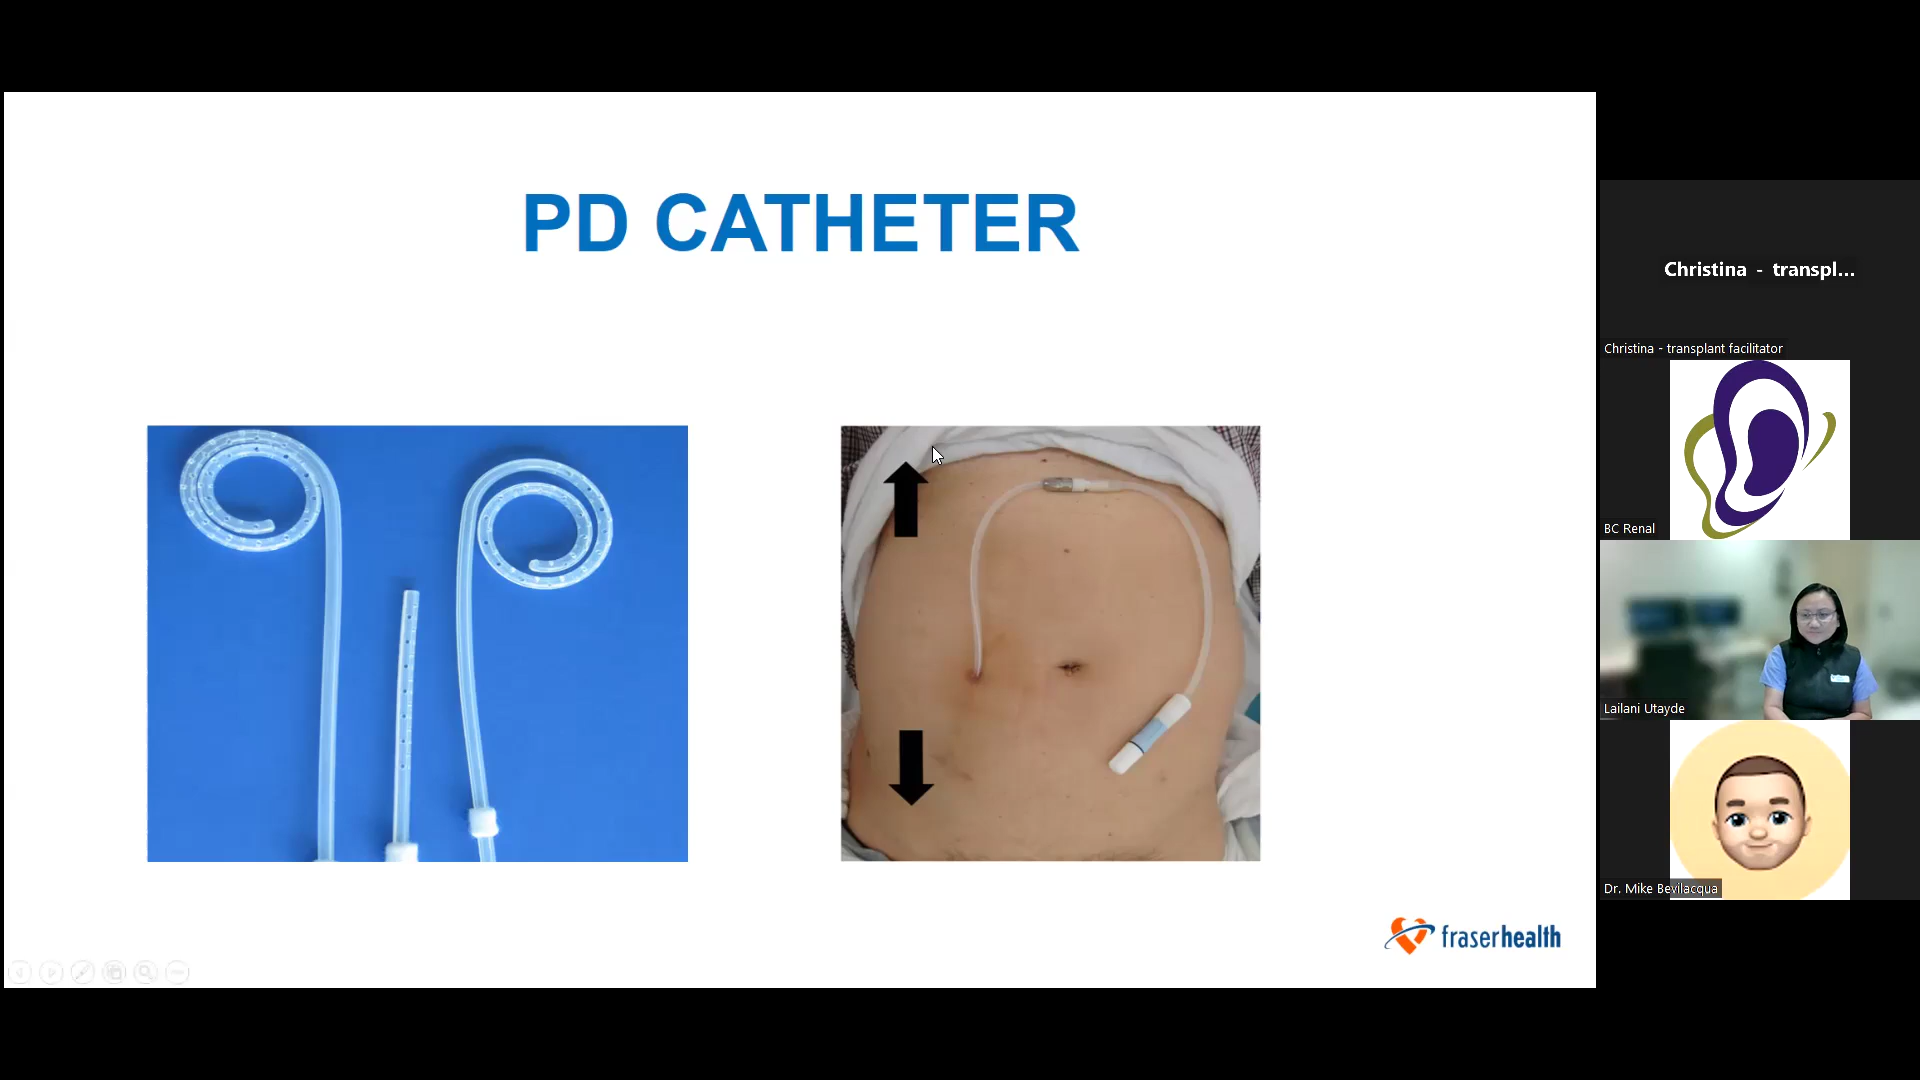 PD CATHETER
fraserhealth
Christina - transpl...
Christina - transplant facilitator
BC Renal
Lailani Utayde
Dr. Mike Bevilacqua